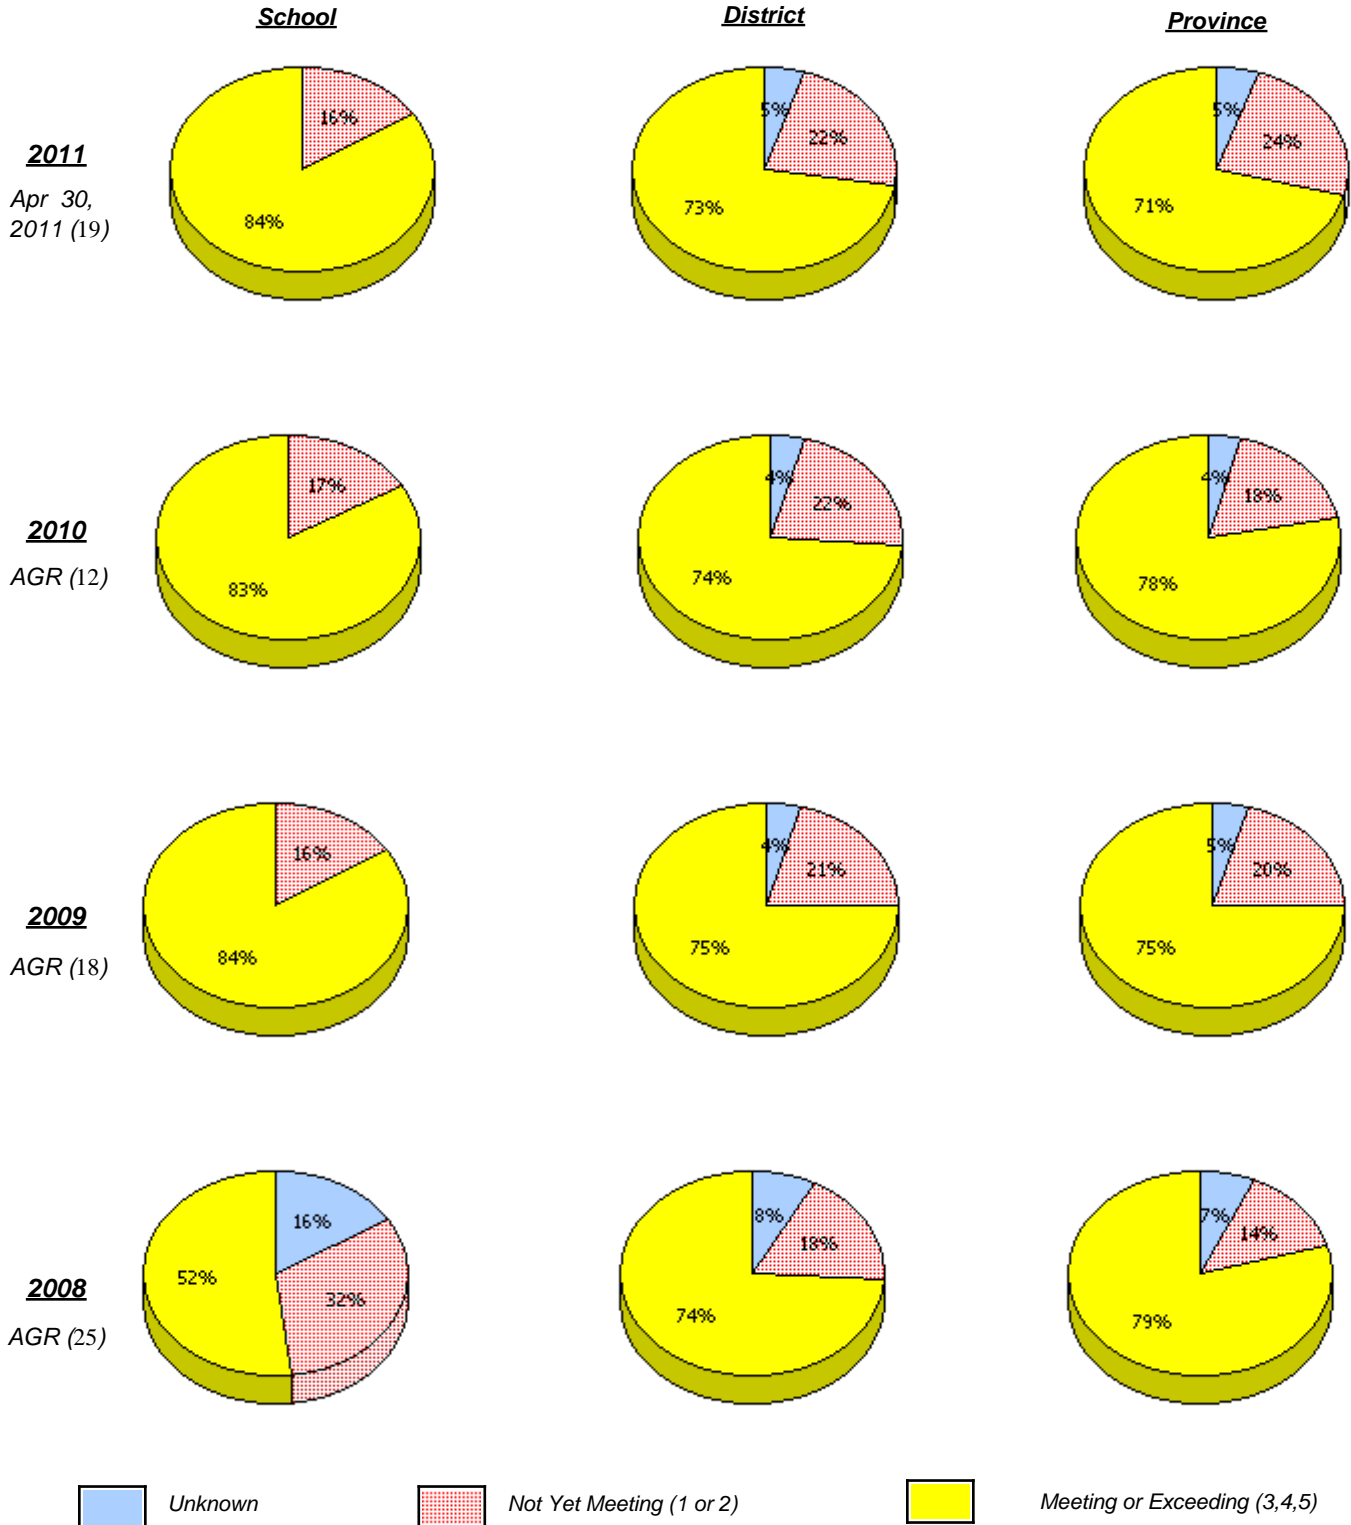 School District Province
5% 5%
16% 22% 24%
2011
Apr 30,
2011 (19)
84% 73% 71%
4% 4%
17% 22% 18%
2010
AGR (12)
83% 74% 78%
4% 5%
16% 21% 20%
2009
AGR (18)
84% 75% 75%
16% 8% 7%
18% 14%
52% 32%
2008
AGR (25)
74% 79%
Unknown Not Yet Meeting (1 or 2) Meeting or Exceeding (3,4,5)